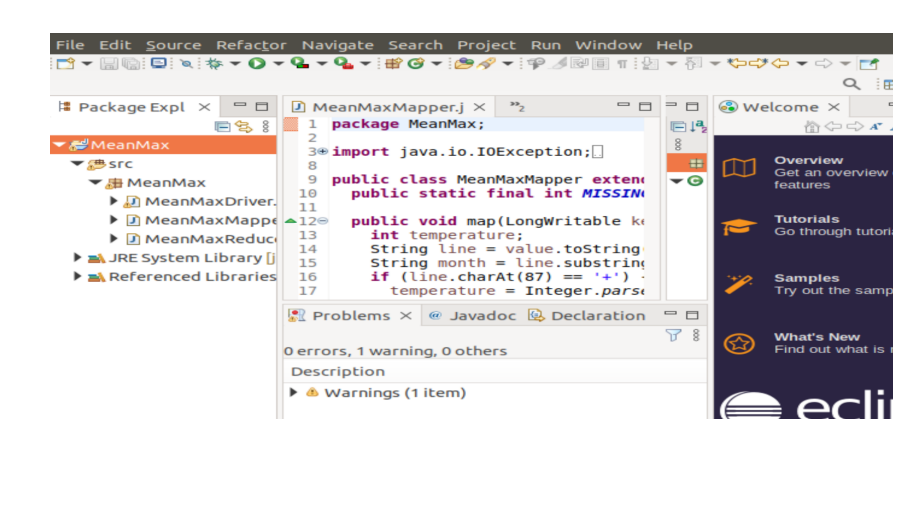 File Edit Source Refactor Navigate Search Project Run Window Help
Package Expl
MeanMax
src
MeanMax
MeanMaxDriver.
MeanMaxMappe
MeanMaxReduc
JRE System Library [j
Referenced Libraries
MeanMaxMapper.j
»2
1 package MeanMax;
2
3 import java.io.IOException;
8
9 public class MeanMaxMapper exten
10 public static final int MISSIN
11
12 public void map(LongWritable ke
13 int temperature;
14 String line = value.toString
15 String month = line.substring
16 if (line.charAt(87) == '+')
17 temperature = Integer.parse
Problems @ Javadoc Declaration
0 errors, 1 warning, 0 others
Description
Warnings (1 item)
Welcome
Overview
Get an overview
features
Tutorials
Go through tutori
Samples
Try out the samp
What's New
Find out what is
ecli